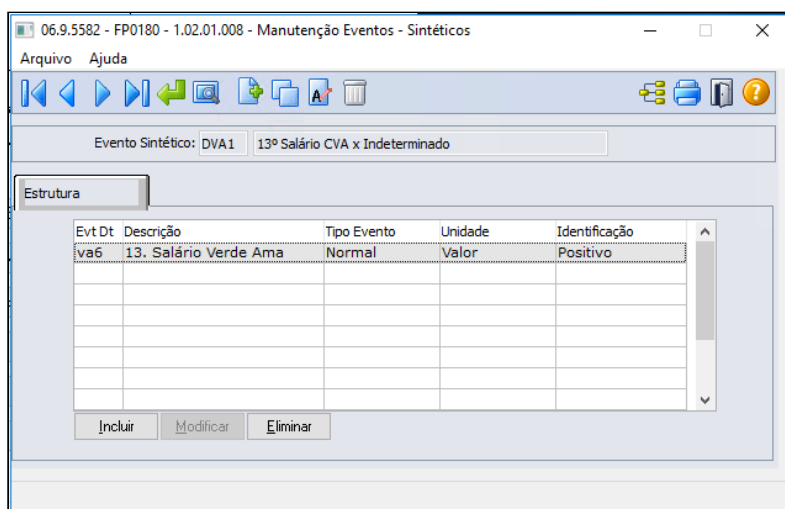 06.9.5582 - FP0180 - 1.02.01.008 - Manutenção Eventos - Sintéticos
Arquivo Ajuda
Evento Sintético: DVA1 13º Salário CVA x Indeterminado
Estrutura
Evt Dt Descrição Tipo Evento Unidade Identificação
va6 13. Salário Verde Ama Normal Valor Positivo
Incluir Modificar Eliminar